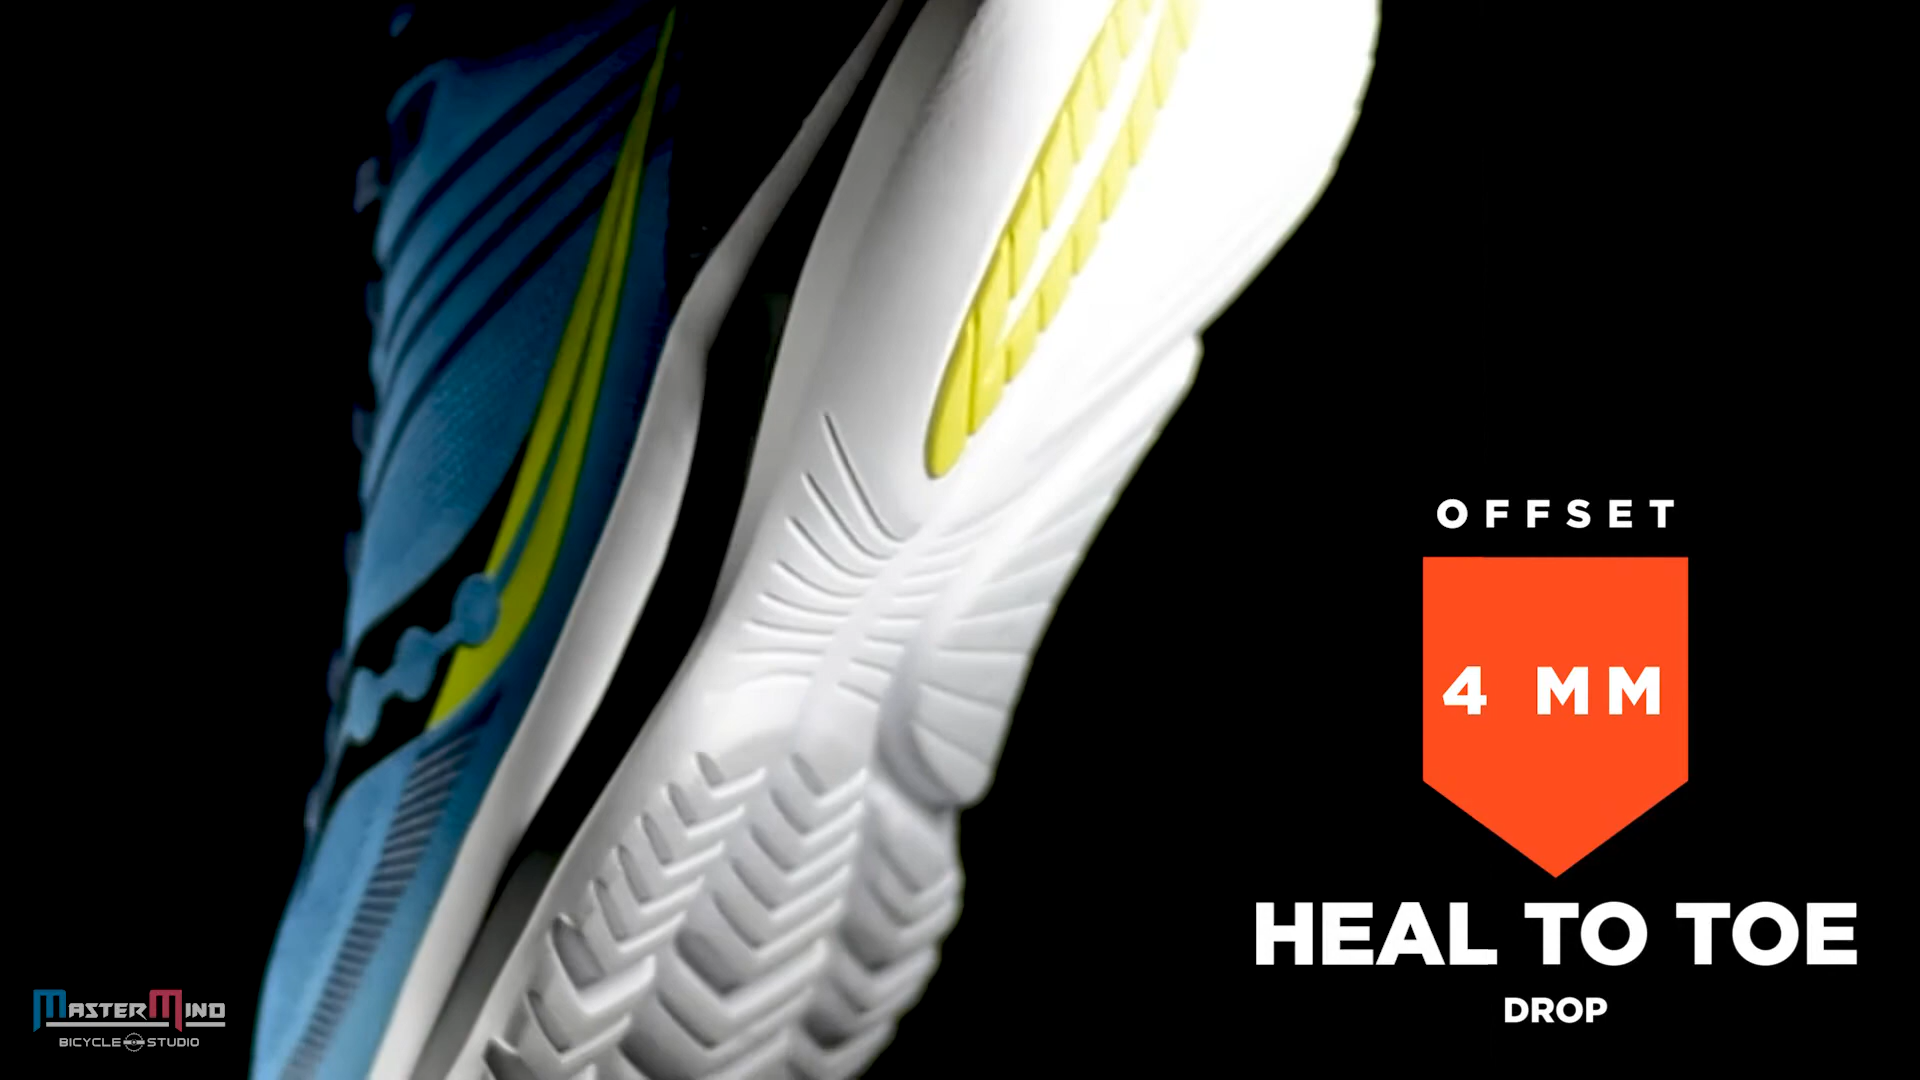 OFFSET
4 MM
HEAL TO TOE
DROP
MASTERMIND
BICYCLE STUDIO